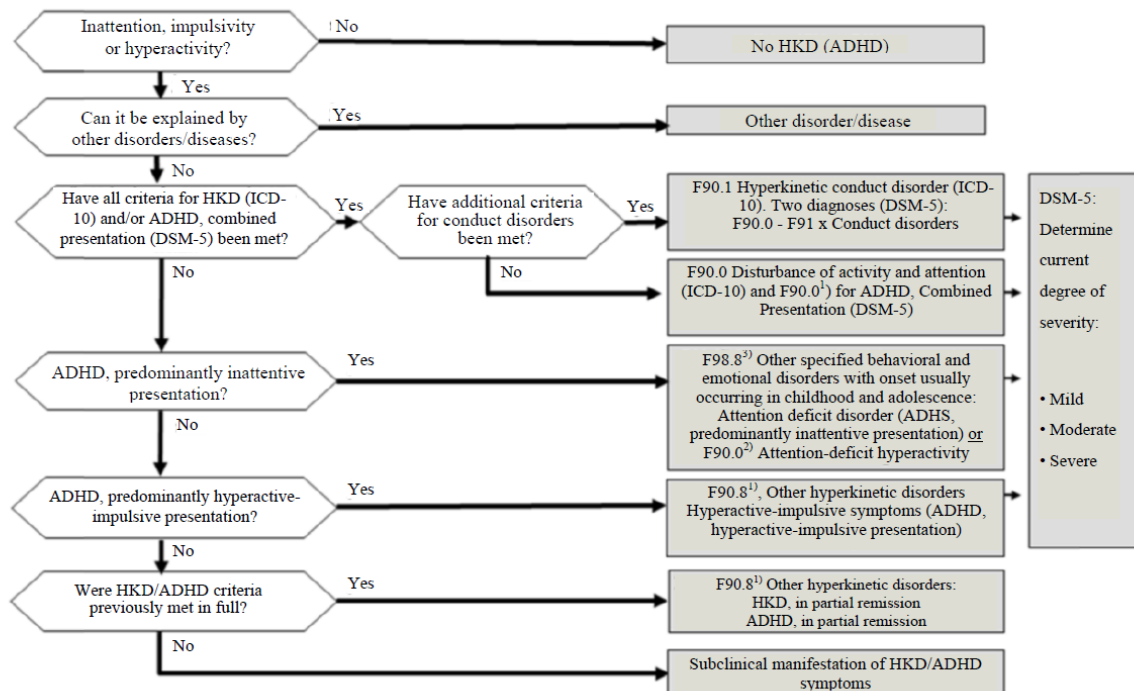 Inattention, impulsivity
or hyperactivity?
No
No HKD (ADHD)
Yes
Can it be explained by
other disorders/diseases?
Yes
Other disorder/disease
No
Have all criteria for HKD (ICD-
10) and/or ADHD, combined
presentation (DSM-5) been met?
Yes
Have additional criteria
for conduct disorders
been met?
Yes
F90.1 Hyperkinetic conduct disorder (ICD-
10). Two diagnoses (DSM-5):
F90.0 - F91 x Conduct disorders
No
No
F90.0 Disturbance of activity and attention
(ICD-10) and F90.0¹) for ADHD, Combined
Presentation (DSM-5)
ADHD, predominantly inattentive
presentation?
Yes
F98.8³) Other specified behavioral and
emotional disorders with onset usually
occurring in childhood and adolescence:
Attention deficit disorder (ADHS,
predominantly inattentive presentation) or
F90.0²) Attention-deficit hyperactivity
No
ADHD, predominantly hyperactive-
impulsive presentation?
Yes
F90.8¹), Other hyperkinetic disorders
Hyperactive-impulsive symptoms (ADHD,
hyperactive-impulsive presentation)
No
Were HKD/ADHD criteria
previously met in full?
Yes
F90.8¹) Other hyperkinetic disorders:
HKD, in partial remission
ADHD, in partial remission
No
Subclinical manifestation of HKD/ADHD
symptoms
DSM-5:
Determine
current
degree of
severity:
• Mild
• Moderate
• Severe